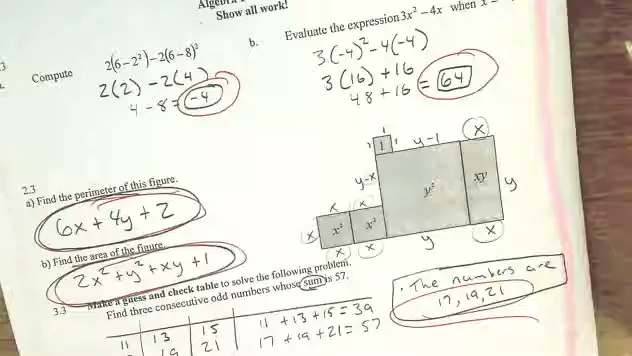 Show all work!
Compute
2(6-2²)-2(6-8)²
2(2) - 2(4)
4 - 8 = -4
b.
Evaluate the expression 3x² - 4x when
3(-4)² - 4(-4)
3(16) + 16
48 + 16 = 64
2.3
a) Find the perimeter of this figure.
6x + 4y + 2
b) Find the area of the figure.
2x² + y² + xy + 1
1
1
1
y-1
x
y-x
y²
xy
y
x
x
x
x²
x²
x
x
y
x
3.3
Make a guess and check table to solve the following problem.
Find three consecutive odd numbers whose sum is 57.
11
13
15
11 + 13 + 15 = 39
19
21
17 + 19 + 21 = 57
The numbers are
17, 19, 21